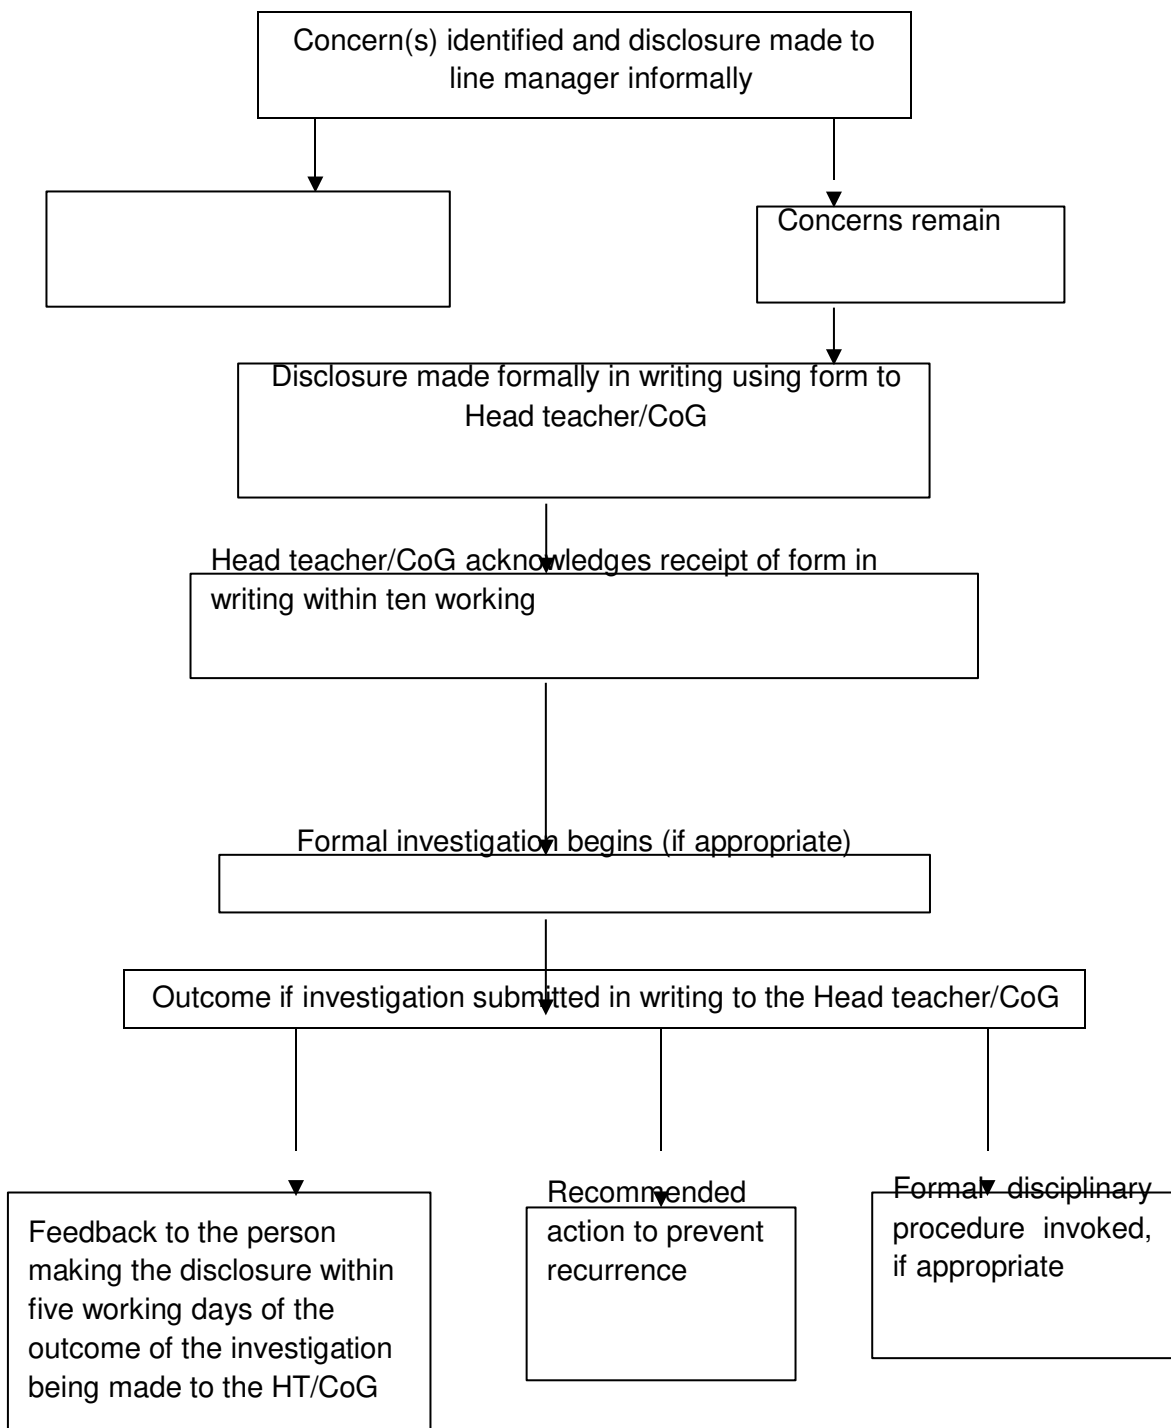 Concern(s) identified and disclosure made to
line manager informally
Concerns remain
Disclosure made formally in writing using form to
Head teacher/CoG
Head teacher/CoG acknowledges receipt of form in
writing within ten working
Formal investigation begins (if appropriate)
Outcome if investigation submitted in writing to the Head teacher/CoG
Feedback to the person
making the disclosure within
five working days of the
outcome of the investigation
being made to the HT/CoG
Recommended
action to prevent
recurrence
Formal disciplinary
procedure invoked,
if appropriate